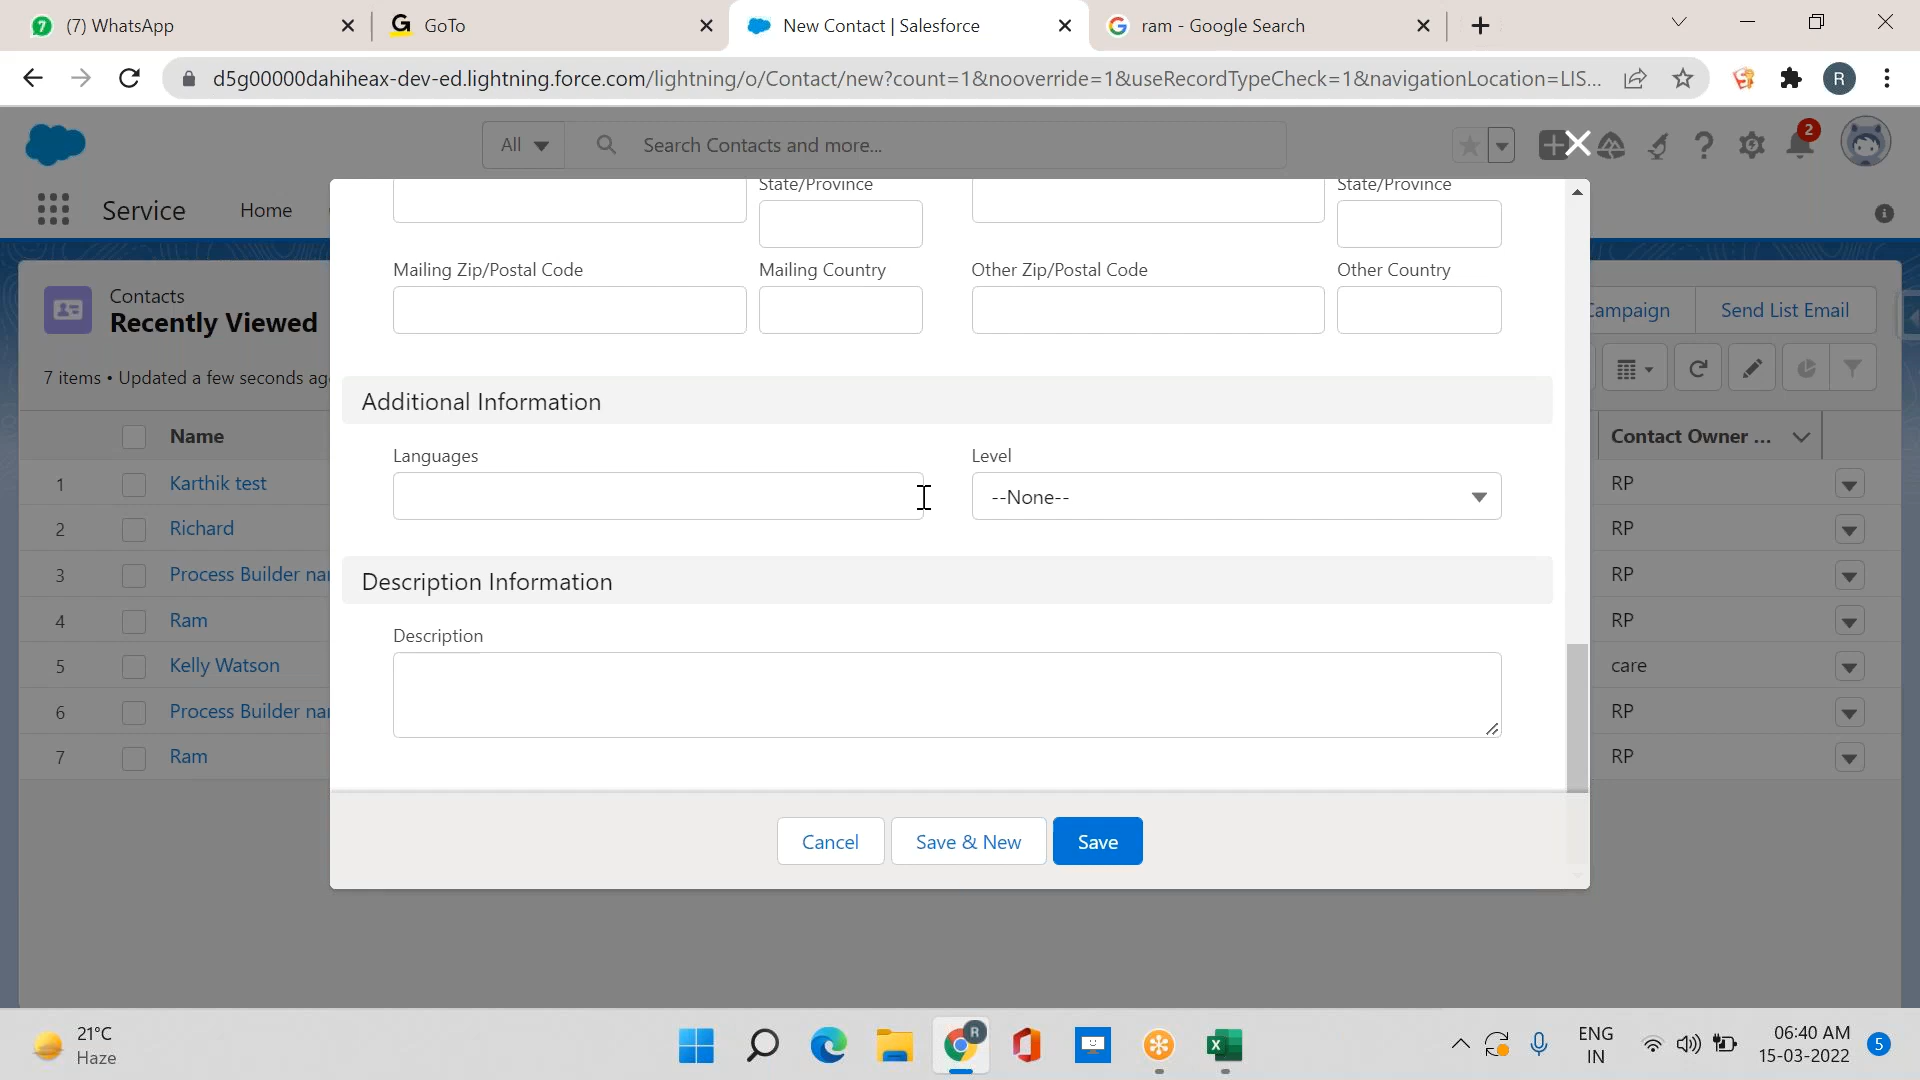 (7) WhatsApp
GoTo
New Contact | Salesforce
ram - Google Search
d5g00000dahiheax-dev-ed.lightning.force.com/lightning/o/Contact/new?count=1&nooverride=1&useRecordTypeCheck=1&navigationLocation=LIS...
R
All
Search Contacts and more...
2
Service
Home
State/Province
State/Province
Mailing Zip/Postal Code
Mailing Country
Other Zip/Postal Code
Other Country
Contacts
Recently Viewed
Campaign
Send List Email
7 items • Updated a few seconds ag
Additional Information
Name
Contact Owner ...
Languages
Level
--None--
1
Karthik test
RP
2
Richard
RP
3
Process Builder na
RP
4
Ram
RP
5
Kelly Watson
care
6
Process Builder na
RP
7
Ram
RP
Description Information
Description
Cancel
Save & New
Save
21°C
Haze
R
ENG
IN
06:40 AM
15-03-2022
5